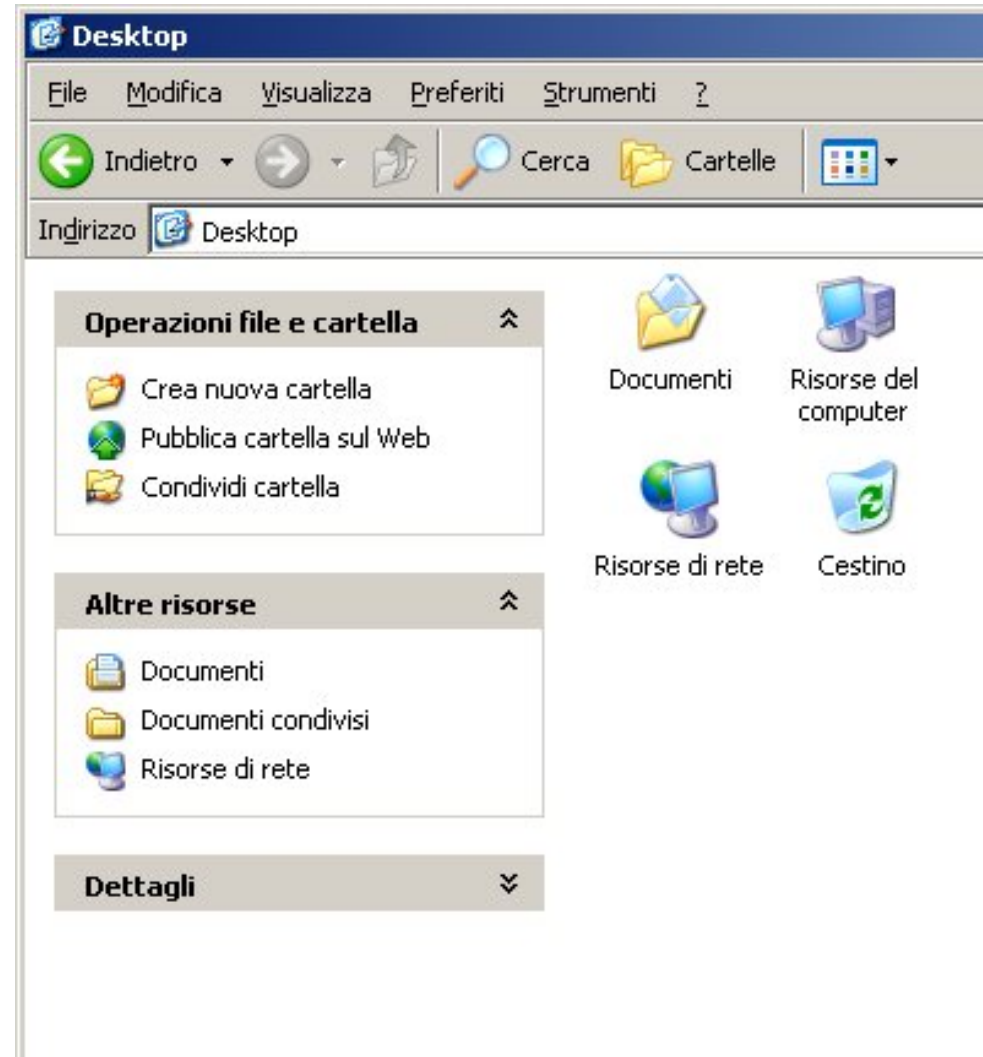 Desktop
File Modifica Visualizza Preferiti Strumenti ?
Indietro Cerca Cartelle
Indirizzo Desktop
Operazioni file e cartella
Crea nuova cartella
Pubblica cartella sul Web
Condividi cartella
Altre risorse
Documenti
Documenti condivisi
Risorse di rete
Dettagli
Documenti
Risorse del
computer
Risorse di rete
Cestino